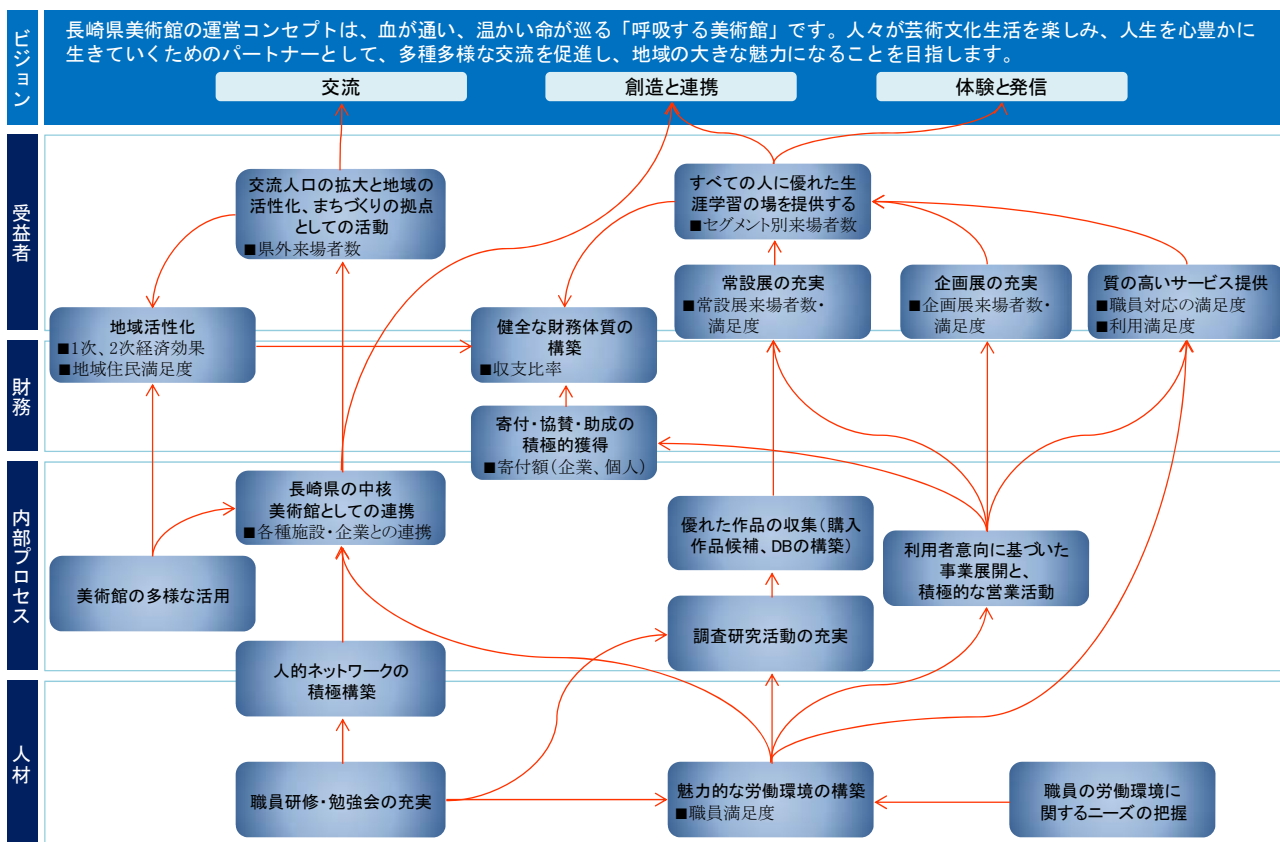 ビジョン
長崎県美術館の運営コンセプトは、血が通い、温かい命が巡る「呼吸する美術館」です。人々が芸術文化生活を楽しみ、人生を心豊かに
生きていくためのパートナーとして、多種多様な交流を促進し、地域の大きな魅力になることを目指します。
交流
創造と連携
体験と発信
受益者
交流人口の拡大と地域の
活性化、まちづくりの拠点
としての活動
■県外来場者数
すべての人に優れた生
涯学習の場を提供する
■セグメント別来場者数
常設展の充実
■常設展来場者数・
満足度
企画展の充実
■企画展来場者数・
満足度
質の高いサービス提供
■職員対応の満足度
■利用満足度
地域活性化
■1次、2次経済効果
■地域住民満足度
健全な財務体質の
構築
■収支比率
財務
寄付・協賛・助成の
積極的獲得
■寄付額(企業、個人)
内部プロセス
長崎県の中核
美術館としての連携
■各種施設・企業との連携
優れた作品の収集(購入
作品候補、DBの構築)
利用者意向に基づいた
事業展開と、
積極的な営業活動
美術館の多様な活用
調査研究活動の充実
人的ネットワークの
積極構築
人材
職員研修・勉強会の充実
魅力的な労働環境の構築
■職員満足度
職員の労働環境に
関するニーズの把握